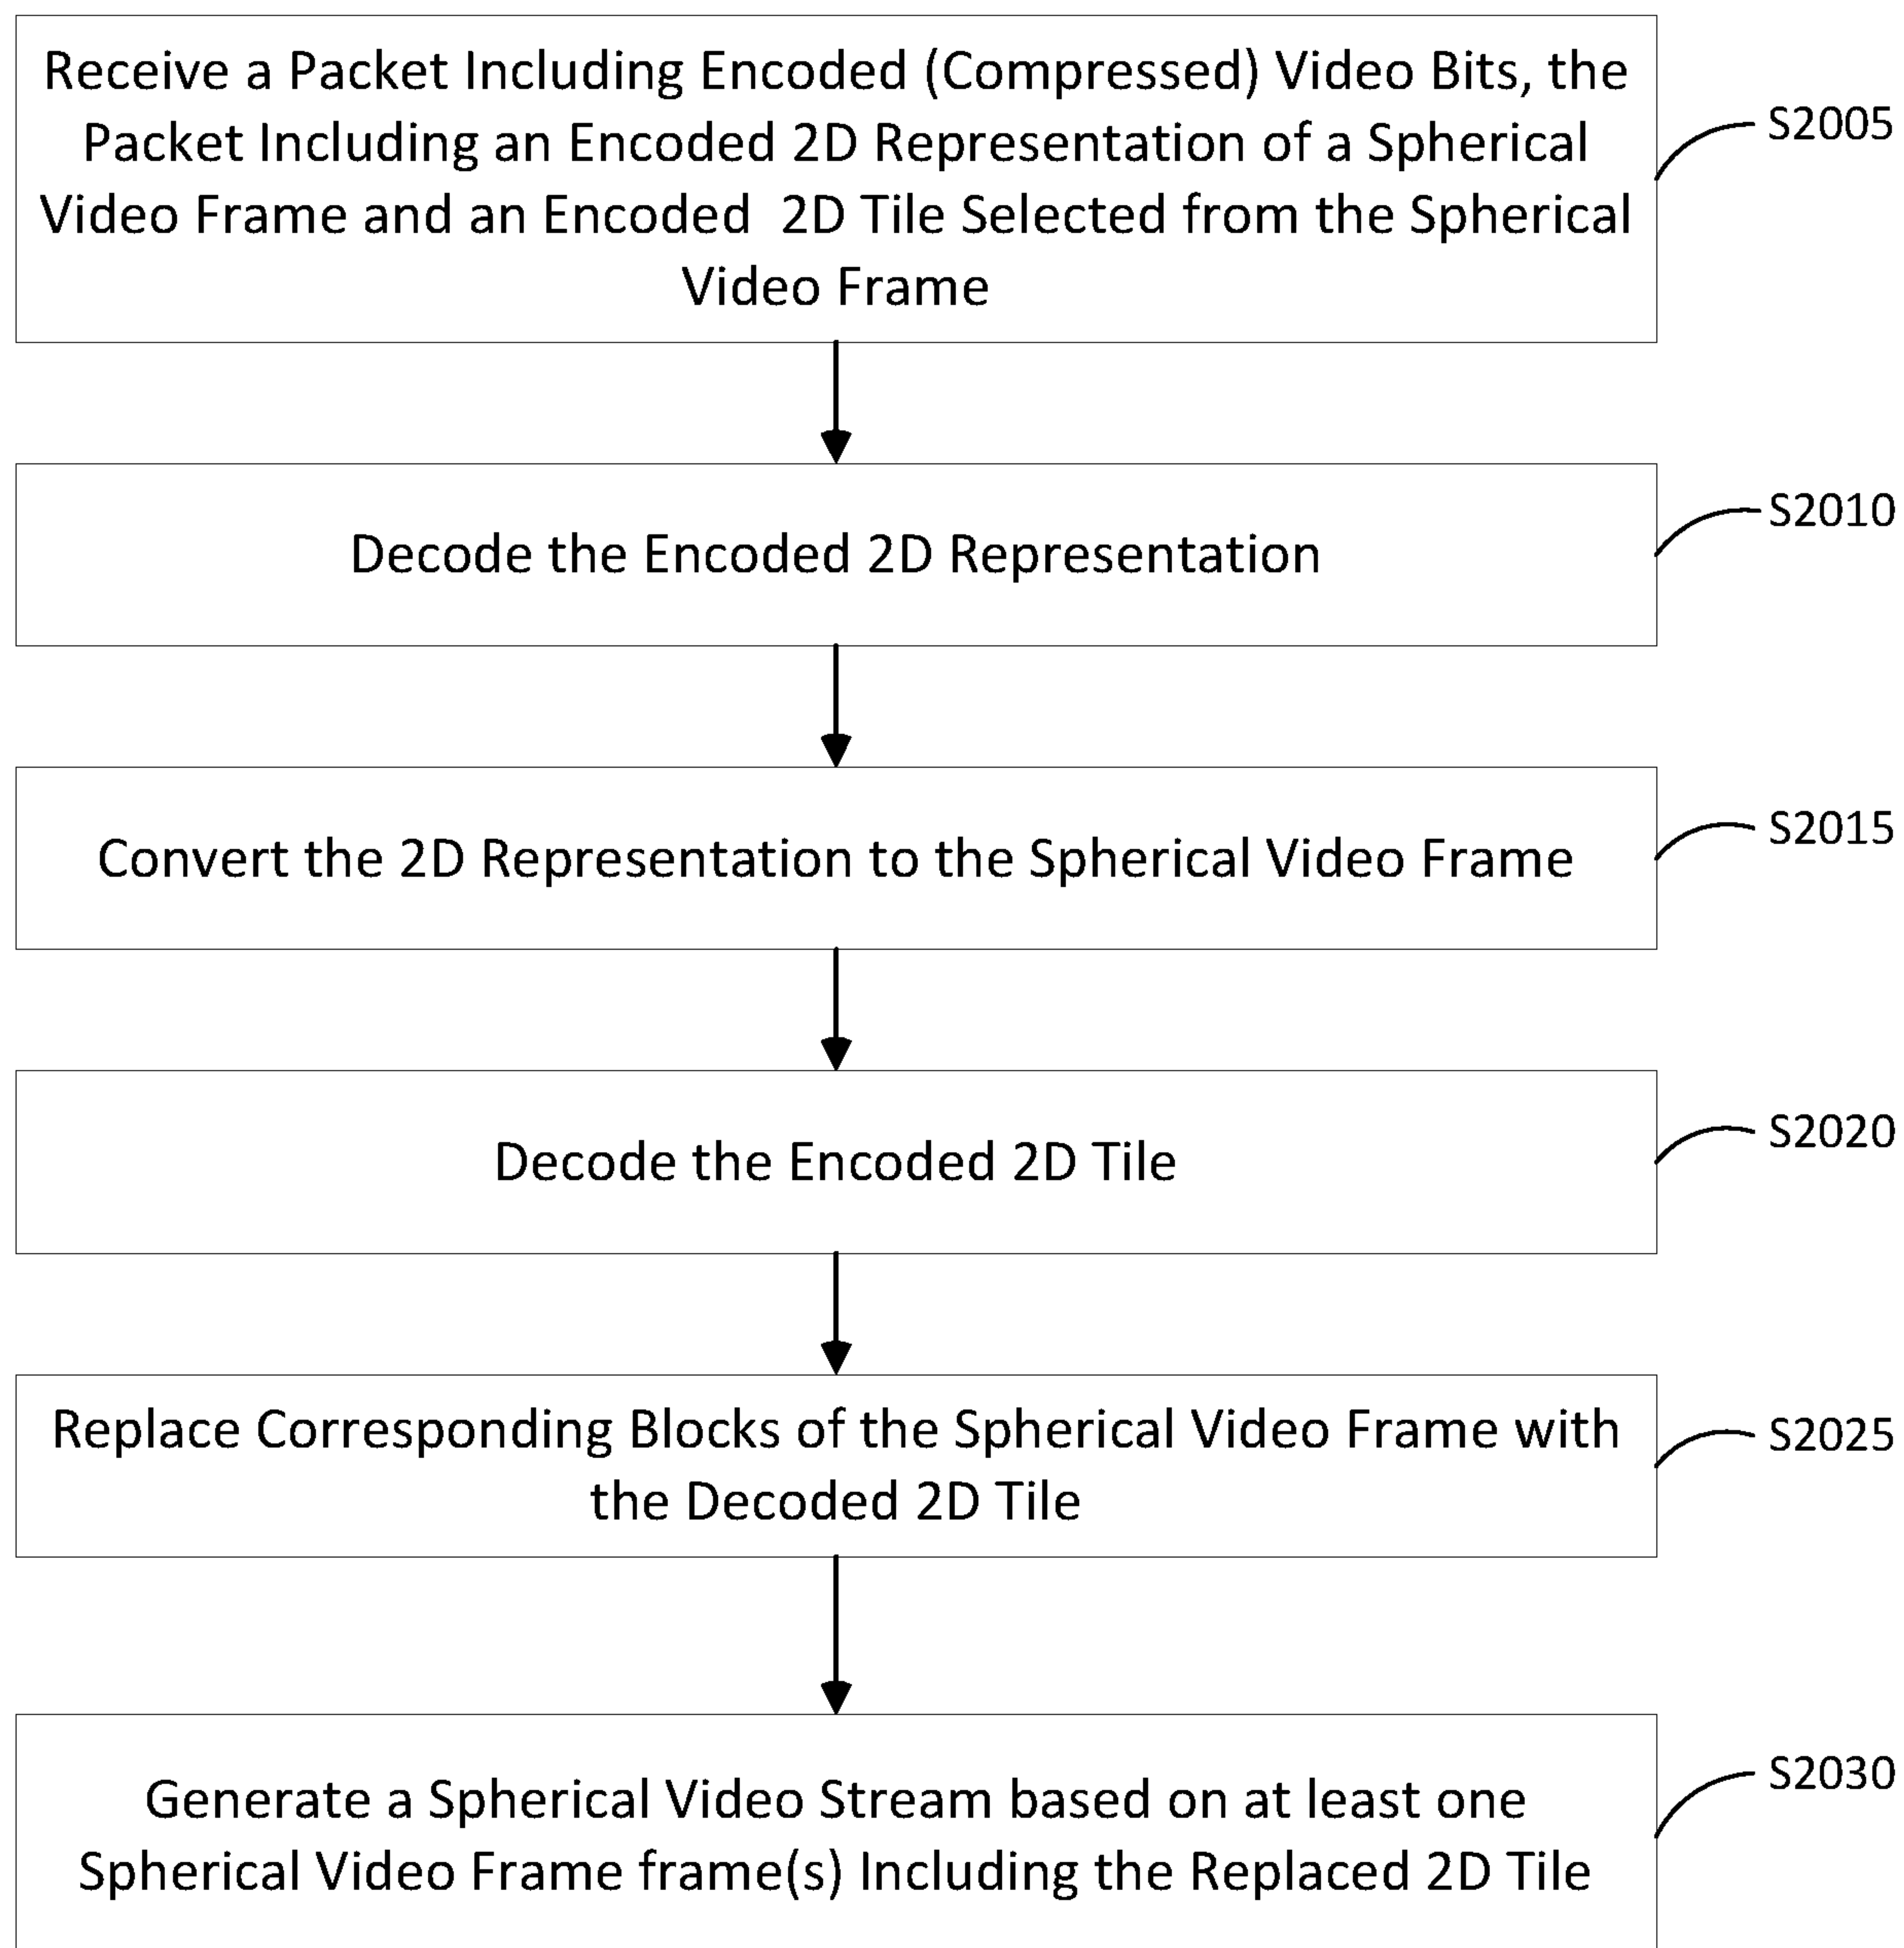 Receive a Packet Including Encoded (Compressed) Video Bits, the
Packet Including an Encoded 2D Representation of a Spherical
Video Frame and an Encoded 2D Tile Selected from the Spherical
Video Frame
S2005
Decode the Encoded 2D Representation
S2010
Convert the 2D Representation to the Spherical Video Frame
S2015
Decode the Encoded 2D Tile
S2020
Replace Corresponding Blocks of the Spherical Video Frame with
the Decoded 2D Tile
S2025
Generate a Spherical Video Stream based on at least one
Spherical Video Frame frame(s) Including the Replaced 2D Tile
S2030